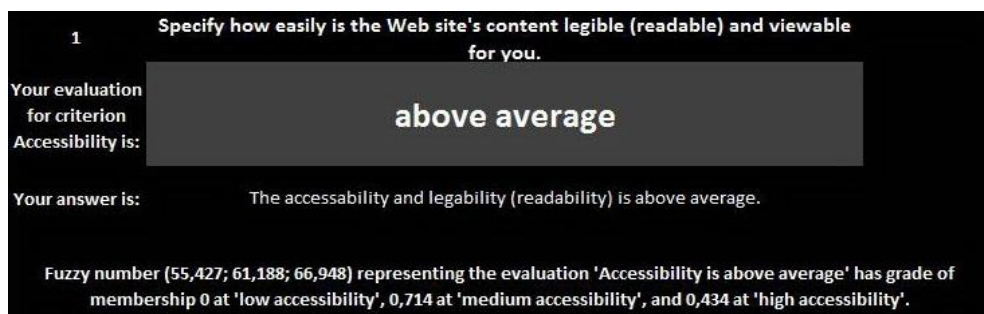 1
Specify how easily is the Web site's content legible (readable) and viewable
for you.
Your evaluation
for criterion
Accessibility is:
above average
Your answer is:
The accessability and legability (readability) is above average.
Fuzzy number (55,427; 61,188; 66,948) representing the evaluation 'Accessibility is above average' has grade of
membership 0 at 'low accessibility', 0,714 at 'medium accessibility', and 0,434 at 'high accessibility'.